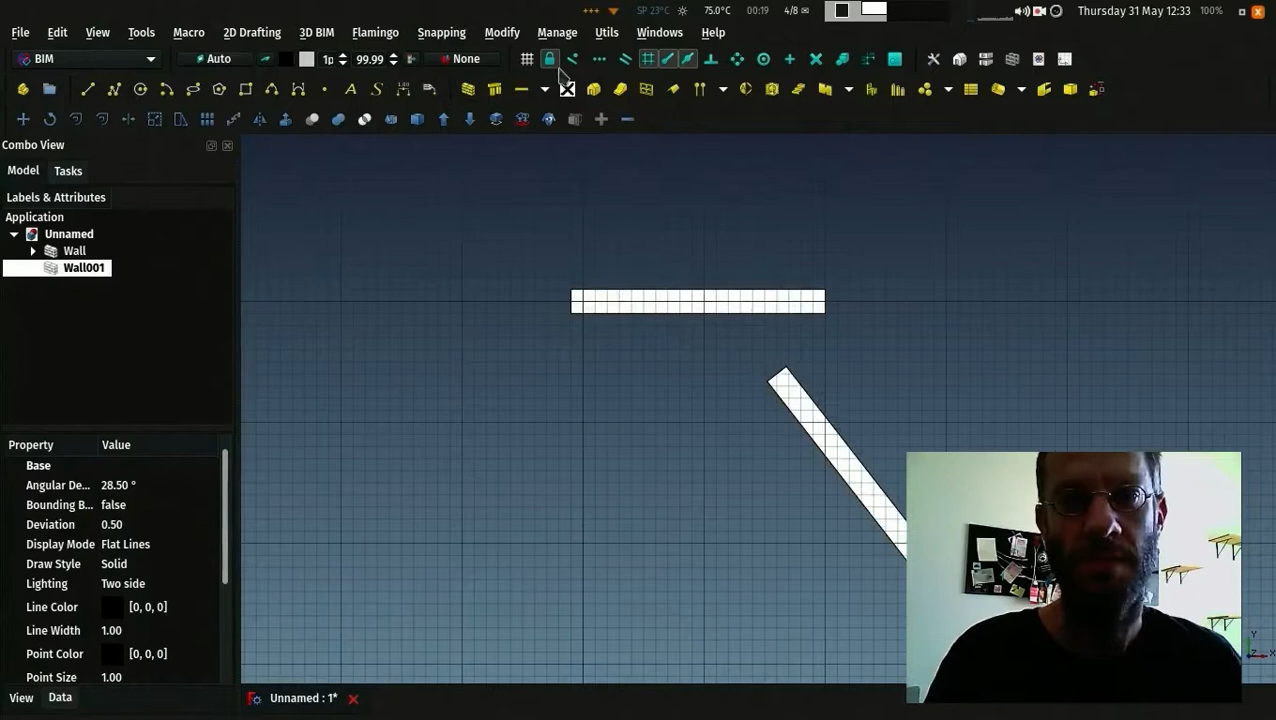 SP 23°C 75.0°C 00:19 4/8 Thursday 31 May 12:33 100%
File Edit View Tools Macro 2D Drafting 3D BIM Flamingo Snapping Modify Manage Utils Windows Help
BIM Auto 1p 99.99 None
Combo View
Model Tasks
Labels & Attributes
Application
Unnamed
Wall
Wall001
Property Value
Base
Angular De... 28.50 °
Bounding B... false
Deviation 0.50
Display Mode Flat Lines
Draw Style Solid
Lighting Two side
Line Color [0, 0, 0]
Line Width 1.00
Point Color [0, 0, 0]
Point Size 1.00
View Data
Unnamed : 1*
Y
X
Z